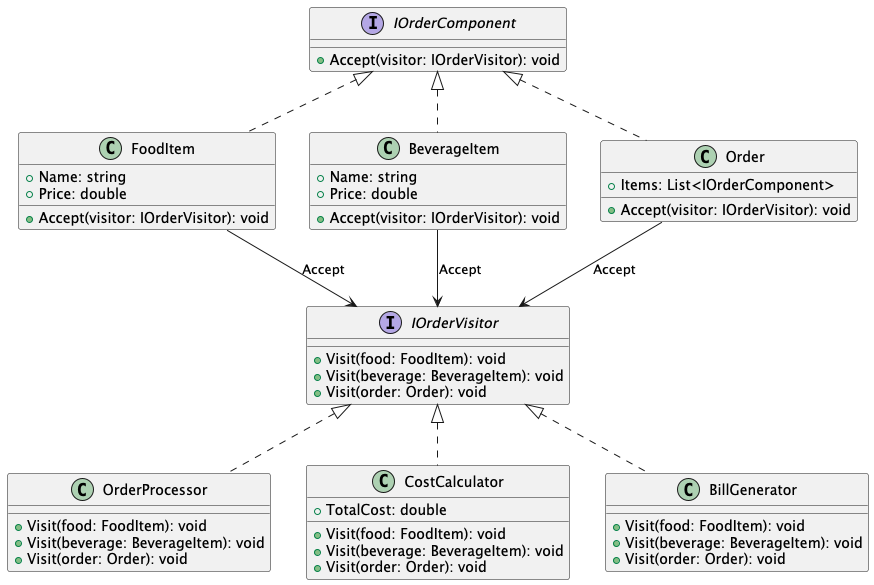 I IOrderComponent
Accept(visitor: IOrderVisitor): void
C FoodItem
Name: string
Price: double
Accept(visitor: IOrderVisitor): void
C BeverageItem
Name: string
Price: double
Accept(visitor: IOrderVisitor): void
C Order
Items: List<IOrderComponent>
Accept(visitor: IOrderVisitor): void
Accept
Accept
Accept
I IOrderVisitor
Visit(food: FoodItem): void
Visit(beverage: BeverageItem): void
Visit(order: Order): void
C OrderProcessor
Visit(food: FoodItem): void
Visit(beverage: BeverageItem): void
Visit(order: Order): void
C CostCalculator
TotalCost: double
Visit(food: FoodItem): void
Visit(beverage: BeverageItem): void
Visit(order: Order): void
C BillGenerator
Visit(food: FoodItem): void
Visit(beverage: BeverageItem): void
Visit(order: Order): void